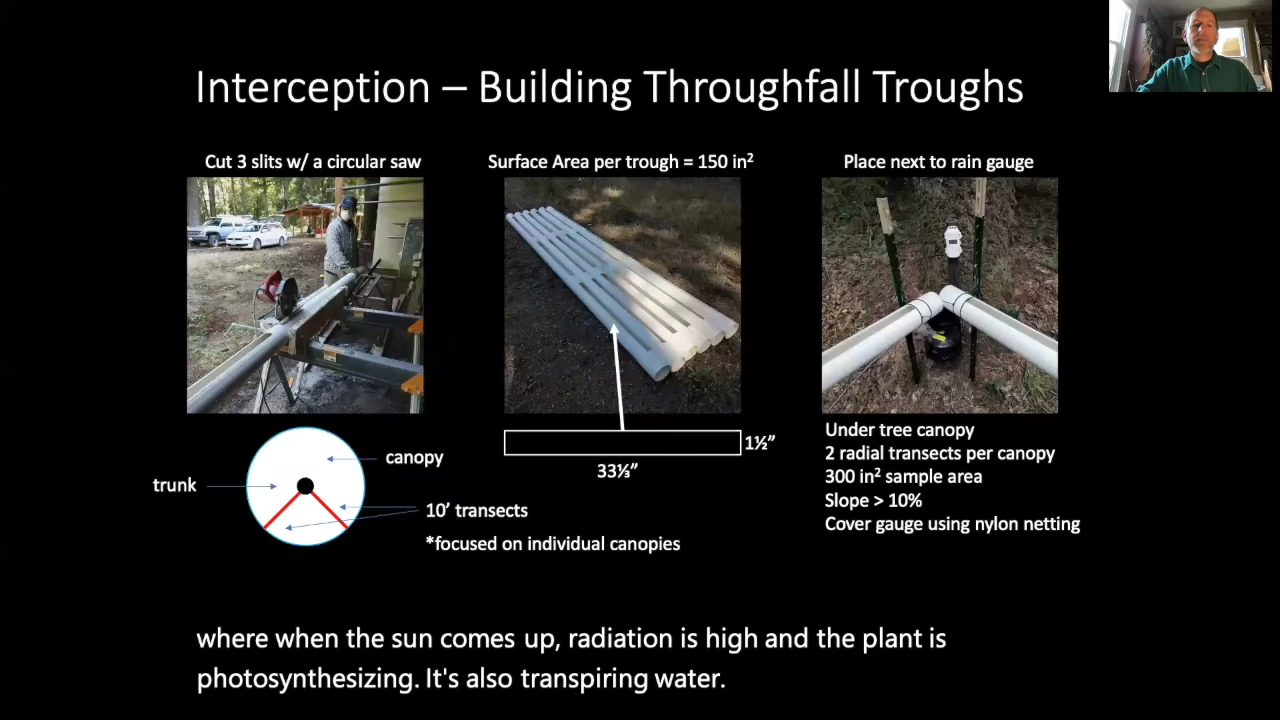 Interception – Building Throughfall Troughs
Cut 3 slits w/ a circular saw
Surface Area per trough = 150 in²
Place next to rain gauge
1½”
33⅓”
canopy
trunk
10’ transects
*focused on individual canopies
Under tree canopy
2 radial transects per canopy
300 in² sample area
Slope > 10%
Cover gauge using nylon netting
where when the sun comes up, radiation is high and the plant is
photosynthesizing. It's also transpiring water.